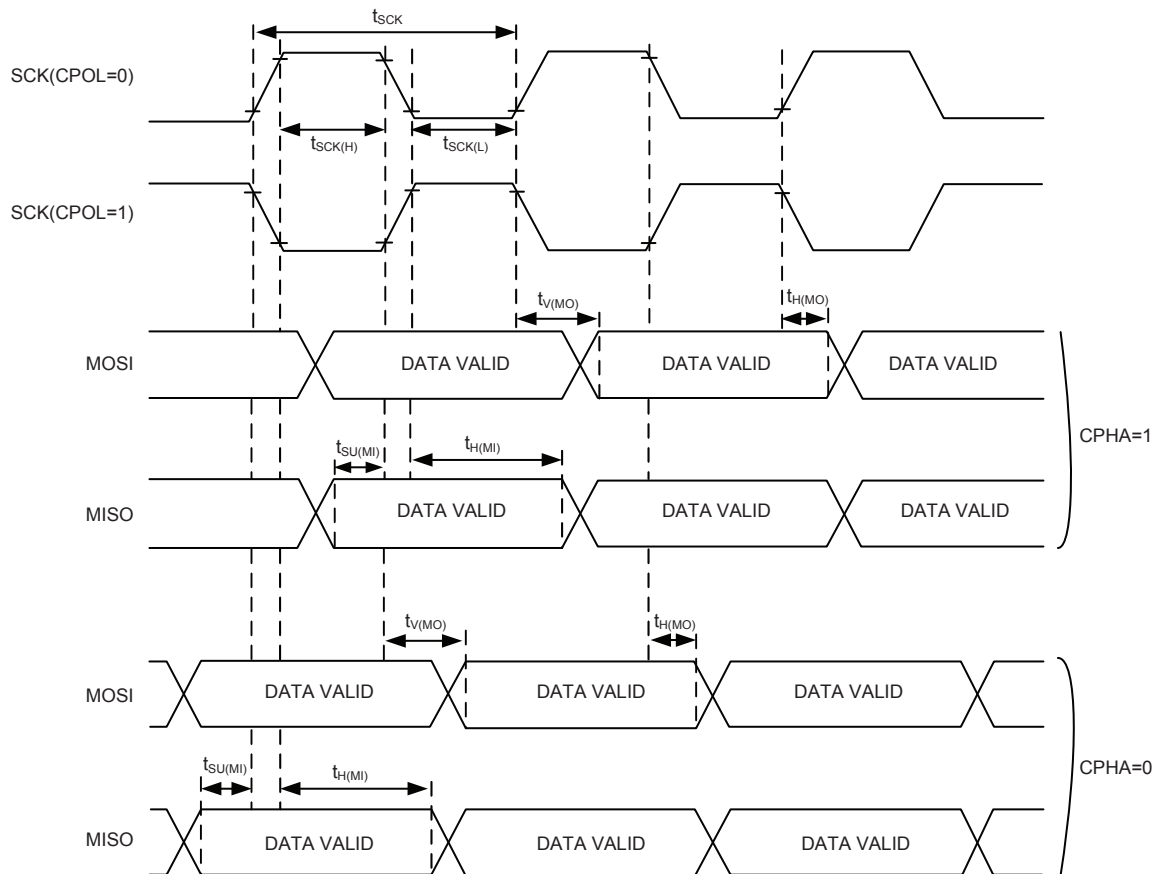 tSCK
SCK(CPOL=0)
tSCK(H)
tSCK(L)
SCK(CPOL=1)
tV(MO)
tH(MO)
MOSI
DATA VALID
DATA VALID
DATA VALID
CPHA=1
tSU(MI)
tH(MI)
MISO
DATA VALID
DATA VALID
DATA VALID
tV(MO)
tH(MO)
MOSI
DATA VALID
DATA VALID
DATA VALID
CPHA=0
tSU(MI)
tH(MI)
MISO
DATA VALID
DATA VALID
DATA VALID